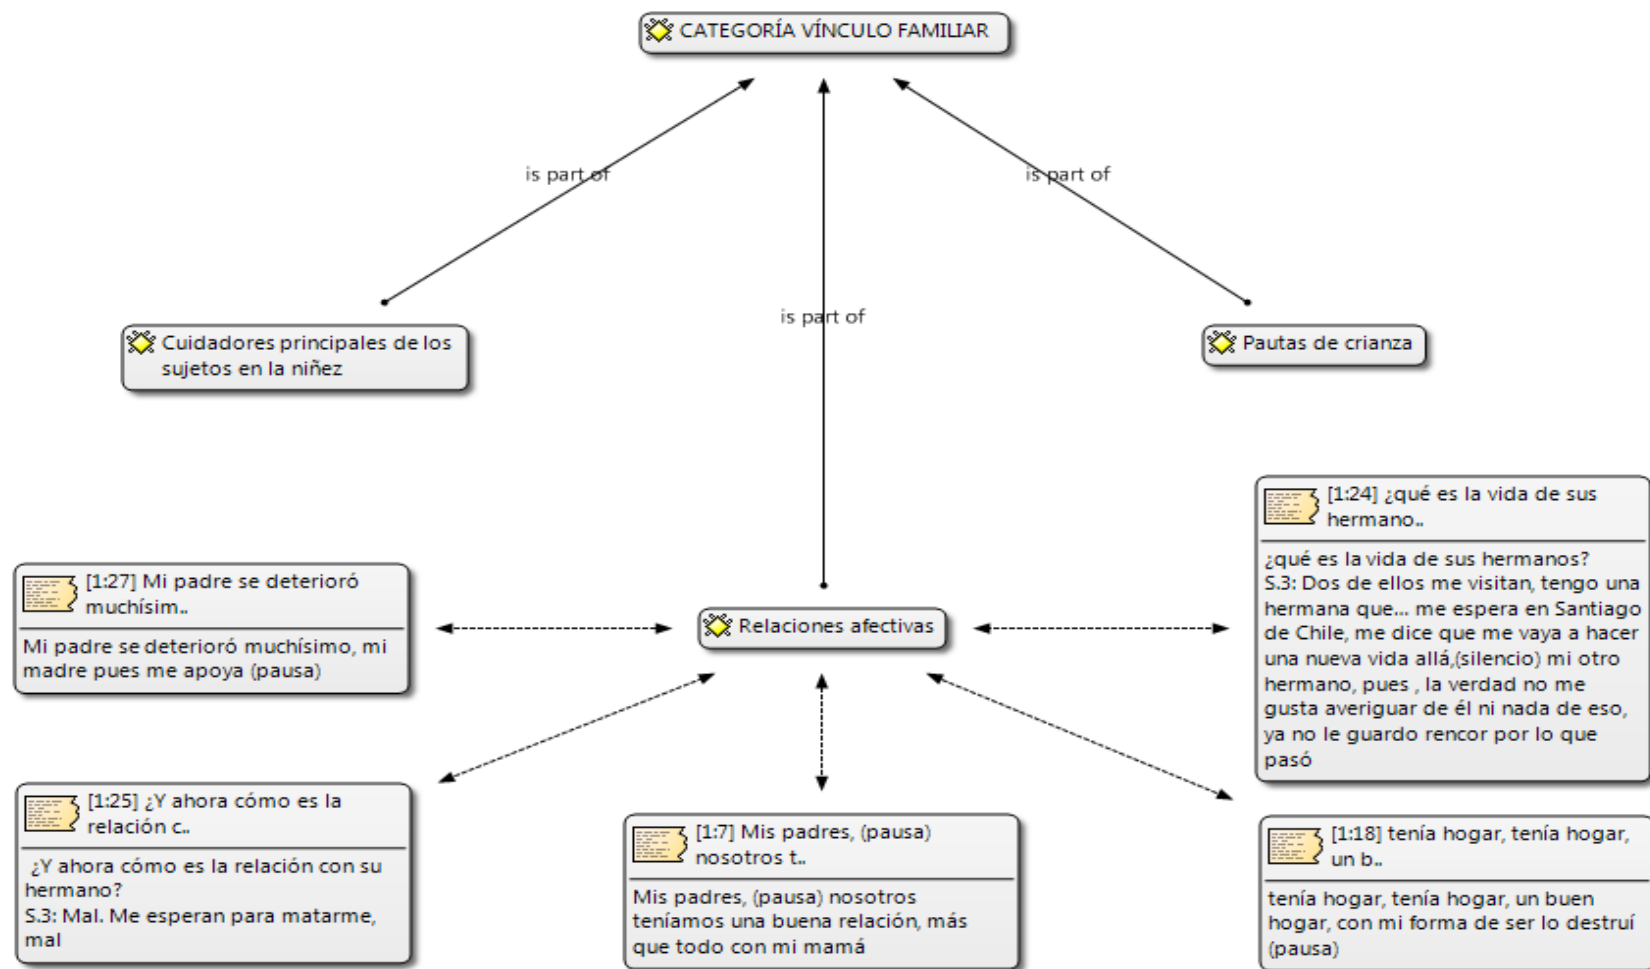 CATEGORÍA VÍNCULO FAMILIAR
is part of
is part of
is part of
Cuidadores principales de los
sujetos en la niñez
Pautas de crianza
Relaciones afectivas
[1:27] Mi padre se deterioró
muchísim..
Mi padre se deterioró muchísimo, mi
madre pues me apoya (pausa)
[1:24] ¿qué es la vida de sus
hermano..
¿qué es la vida de sus hermanos?
S.3: Dos de ellos me visitan, tengo una
hermana que... me espera en Santiago
de Chile, me dice que me vaya a hacer
una nueva vida allá,(silencio) mi otro
hermano, pues , la verdad no me
gusta averiguar de él ni nada de eso,
ya no le guardo rencor por lo que
pasó
[1:25] ¿Y ahora cómo es la
relación c..
¿Y ahora cómo es la relación con su
hermano?
S.3: Mal. Me esperan para matarme,
mal
[1:7] Mis padres, (pausa)
nosotros t..
Mis padres, (pausa) nosotros
teníamos una buena relación, más
que todo con mi mamá
[1:18] tenía hogar, tenía hogar,
un b..
tenía hogar, tenía hogar, un buen
hogar, con mi forma de ser lo destruí
(pausa)